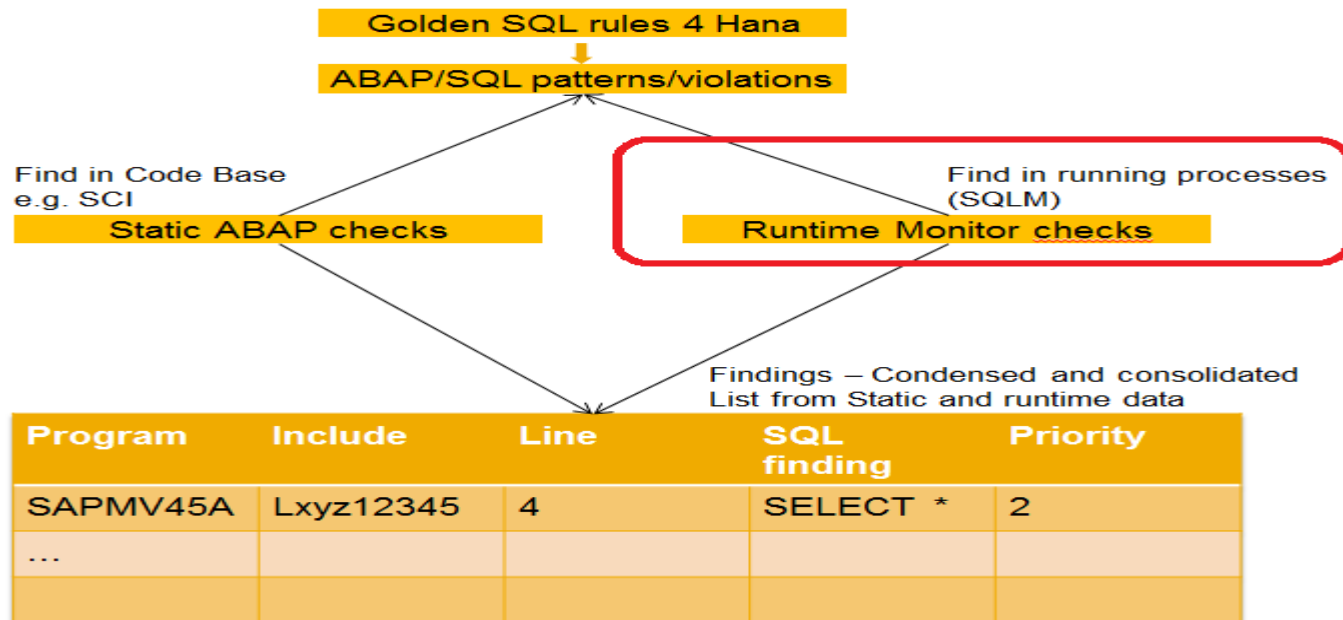 Golden SQL rules 4 Hana
ABAP/SQL patterns/violations
Find in Code Base
e.g. SCI
Find in running processes
(SQLM)
Static ABAP checks
Runtime Monitor checks
Findings – Condensed and consolidated
List from Static and runtime data
Program Include Line SQL finding Priority
SAPMV45A Lxyz12345 4 SELECT * 2
...